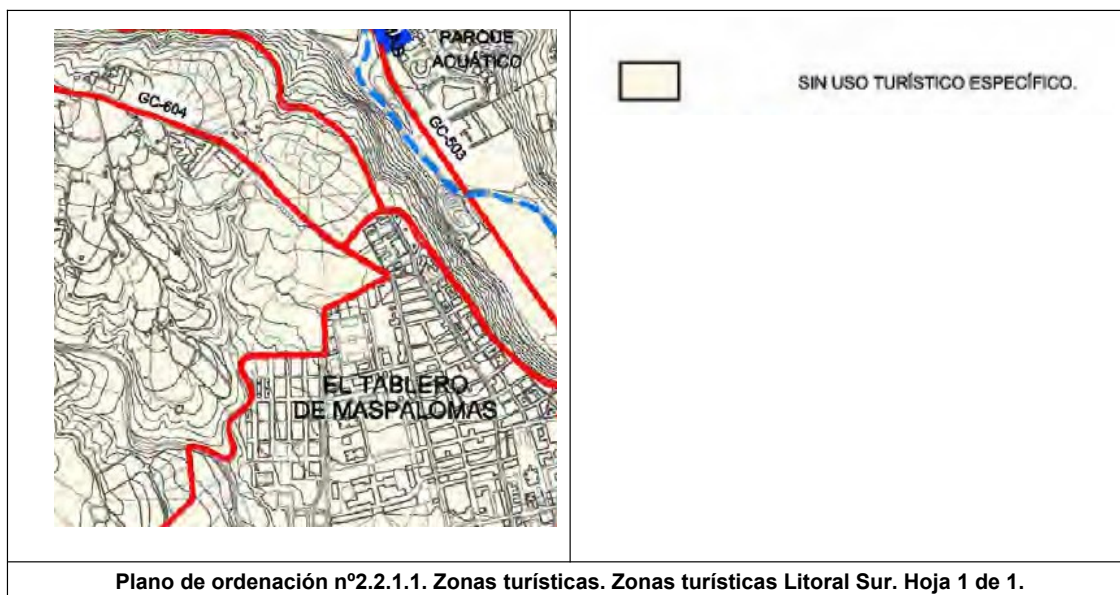 PARQUE
ACUÁTICO
GC-604
GC-503
EL TABLERO
DE MASPALOMAS
SIN USO TURÍSTICO ESPECÍFICO.
Plano de ordenación nº2.2.1.1. Zonas turísticas. Zonas turísticas Litoral Sur. Hoja 1 de 1.